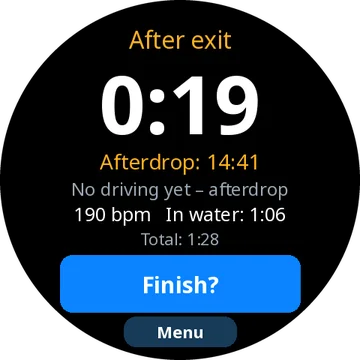 After exit
0:19
Afterdrop: 14:41
No driving yet – afterdrop
190 bpm In water: 1:06
Total: 1:28
Finish?
Menu